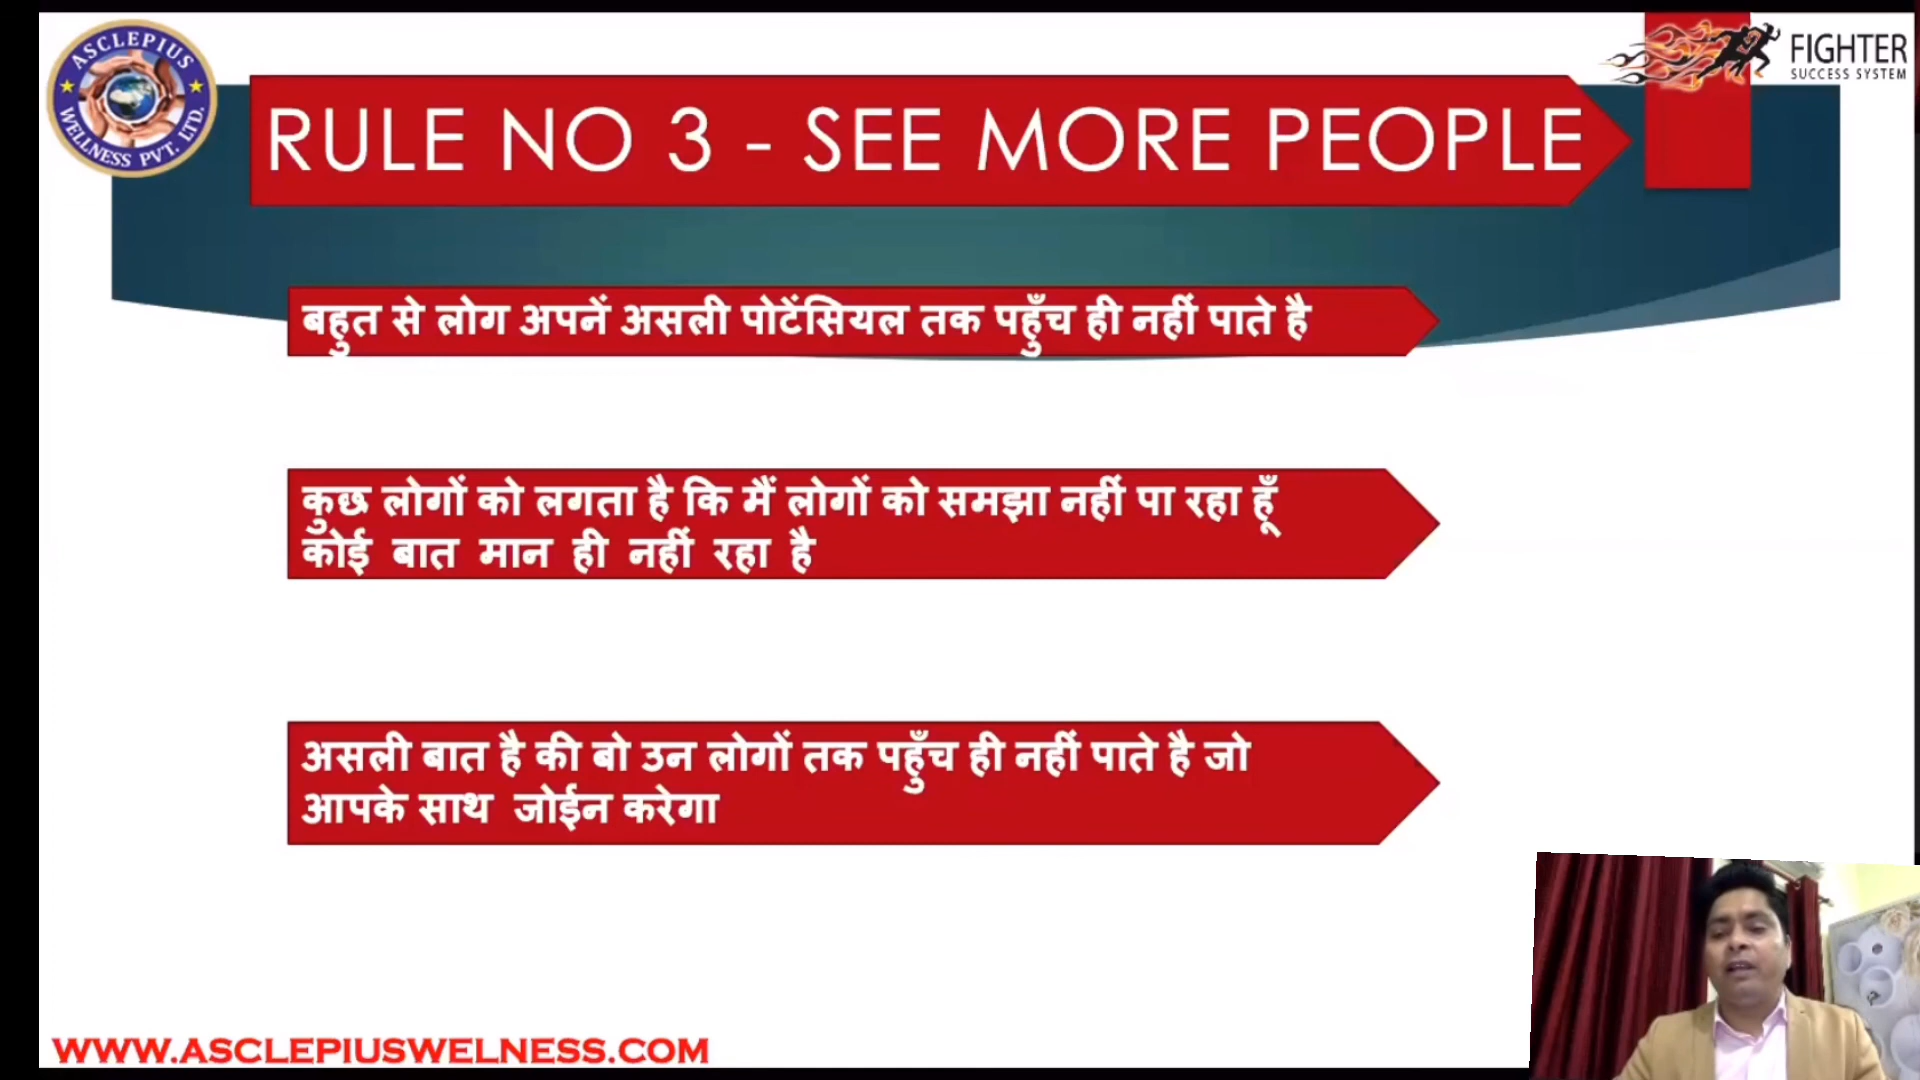 ASCLEPIUS
WELLNESS PVT. LTD.
FIGHTER
SUCCESS SYSTEM
RULE NO 3 - SEE MORE PEOPLE
बहुत से लोग अपनें असली पोटेंसियल तक पहुँच ही नहीं पाते है
कुछ लोगों को लगता है कि मैं लोगों को समझा नहीं पा रहा हूँ
कोई बात मान ही नहीं रहा है
असली बात है की बो उन लोगों तक पहुँच ही नहीं पाते है जो
आपके साथ जोईन करेगा
WWW.ASCLEPIUSWELNESS.COM